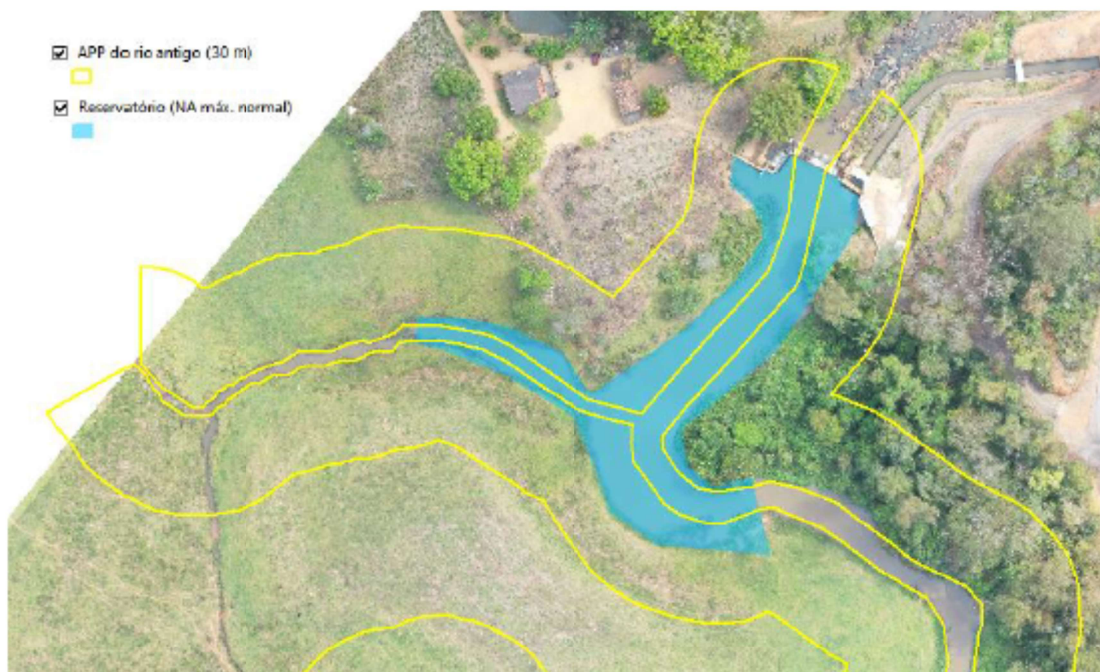 APP do rio antigo (30 m)
Reservatório (NA máx. normal)